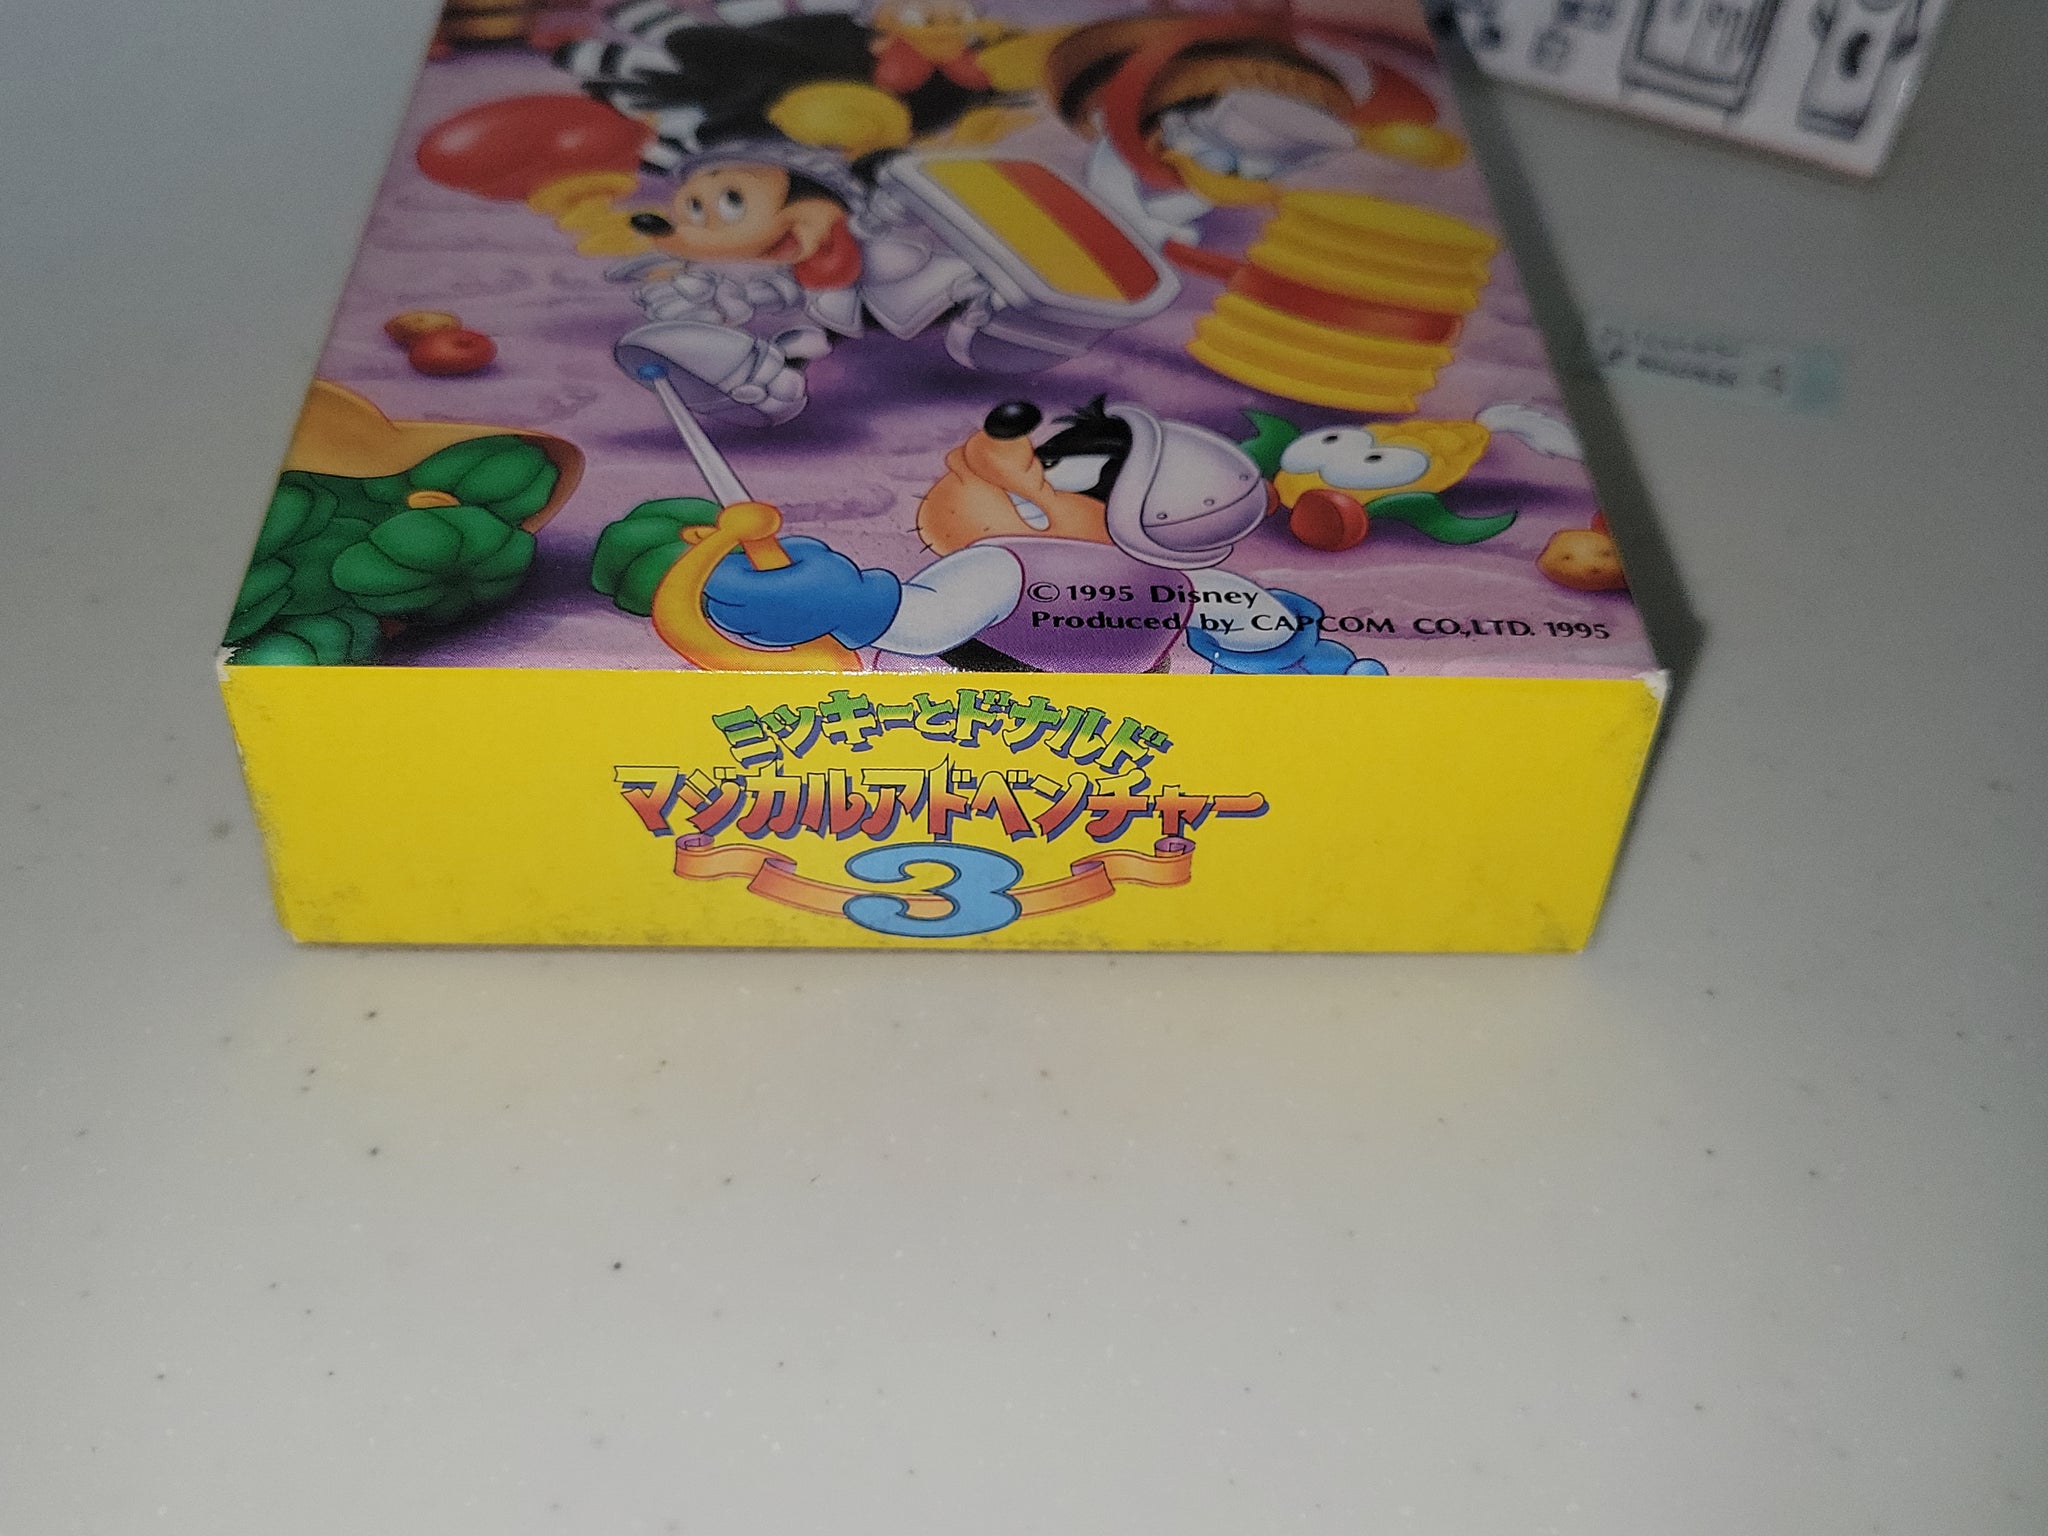 ©1995 Disney
Produced by CAPCOM CO.,LTD. 1995
ミッキーとドナルド
マジカルアドベンチャー
3